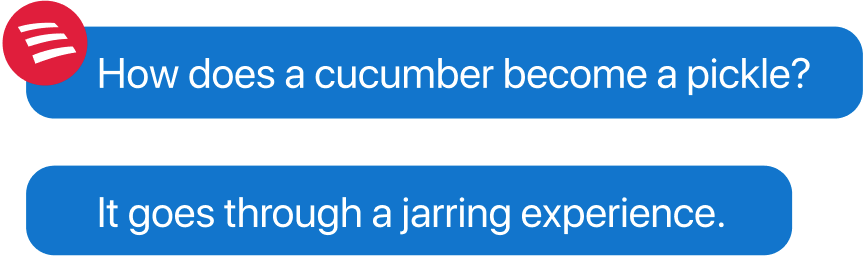 How does a cucumber become a pickle?
It goes through a jarring experience.